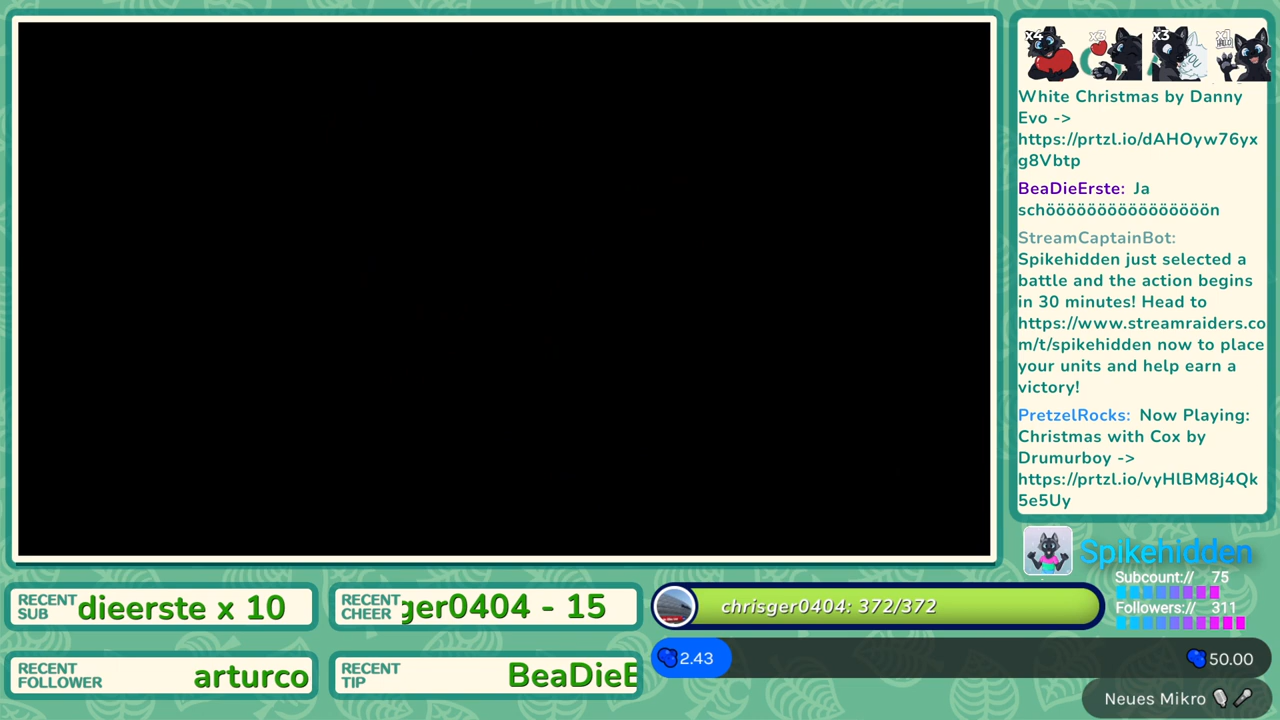 x4 x3 x3 x1
White Christmas by Danny
Evo ->
https://prtzl.io/dAHOyw76yx
g8Vbtp
BeaDieErste: Ja
schööööööööööööööön
StreamCaptainBot:
Spikehidden just selected a
battle and the action begins
in 30 minutes! Head to
https://www.streamraiders.co
m/t/spikehidden now to place
your units and help earn a
victory!
PretzelRocks: Now Playing:
Christmas with Cox by
Drumurboy ->
https://prtzl.io/vyHlBM8j4Qk
5e5Uy
Spikehidden
Subcount:// 75
Followers:// 311
RECENT
SUB
dieerste x 10
RECENT
CHEER
ger0404 - 15
chrisger0404: 372/372
RECENT
FOLLOWER
arturco
RECENT
TIP
BeaDieE
2.43
50.00
Neues Mikro